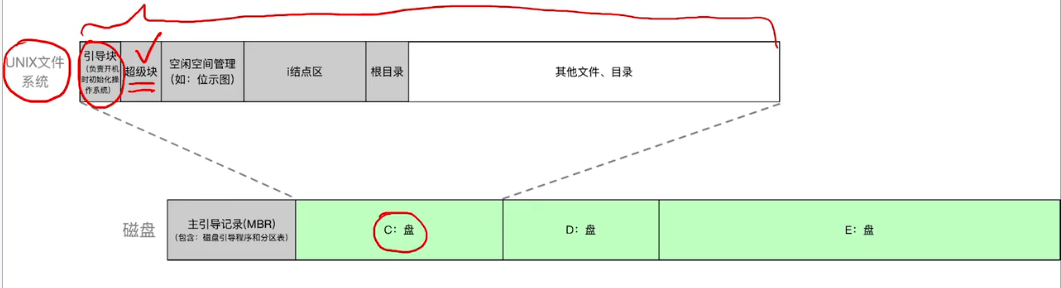 UNIX文件
系统
引导块
(负责开机
时初始化操
作系统)
超级块
空闲空间管理
(如：位示图)
i结点区
根目录
其他文件、目录
磁盘
主引导记录(MBR)
(包含：磁盘引导程序和分区表)
C：盘
D：盘
E：盘